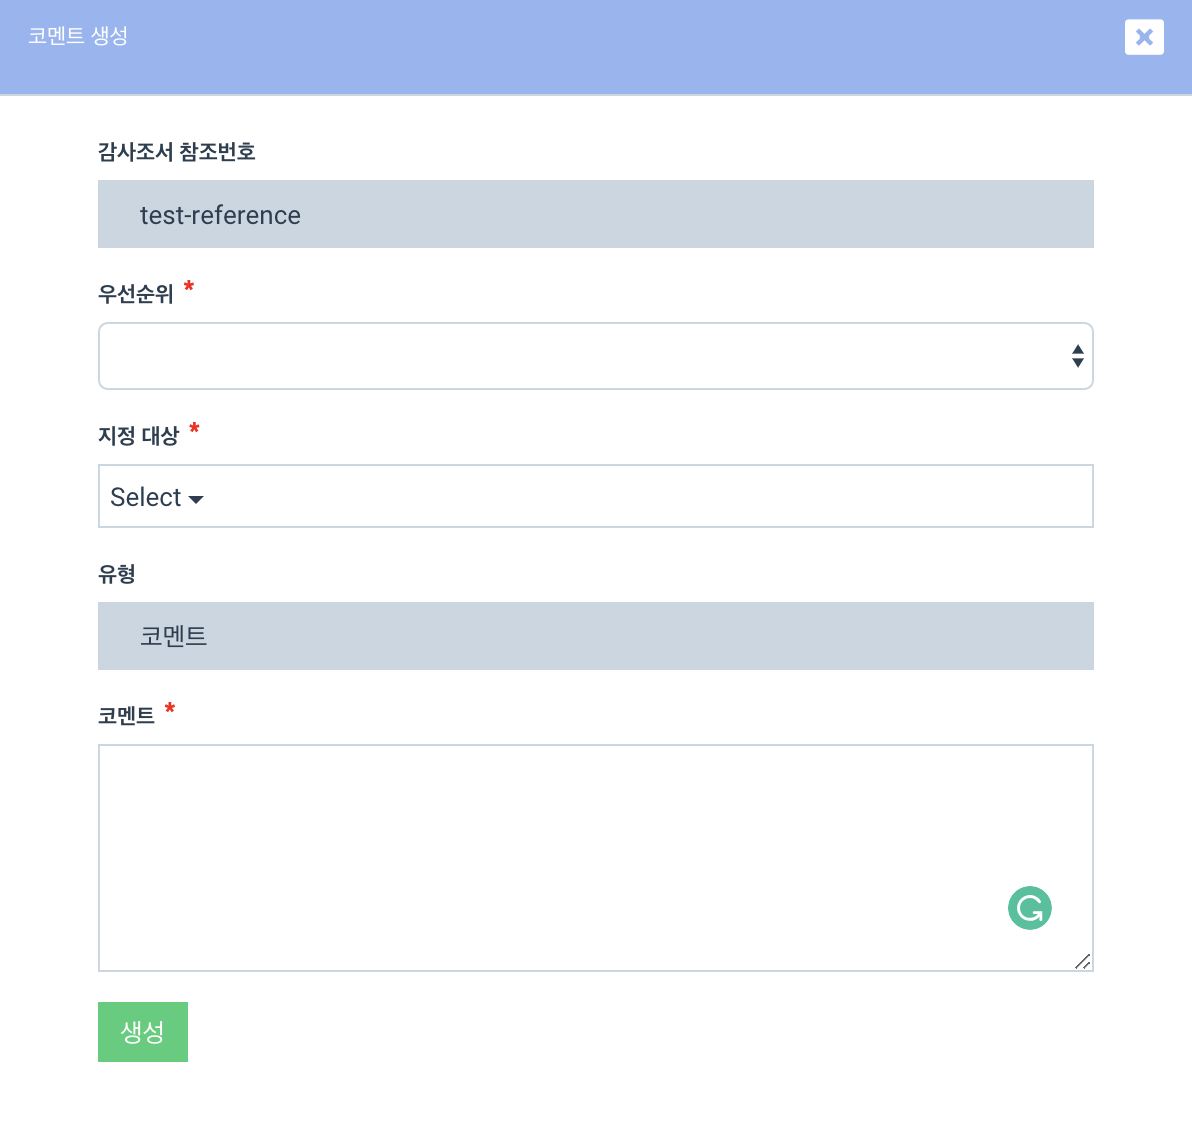 코멘트 생성
감사조서 참조번호
test-reference
우선순위 *
지정 대상 *
Select
유형
코멘트
코멘트 *
생성